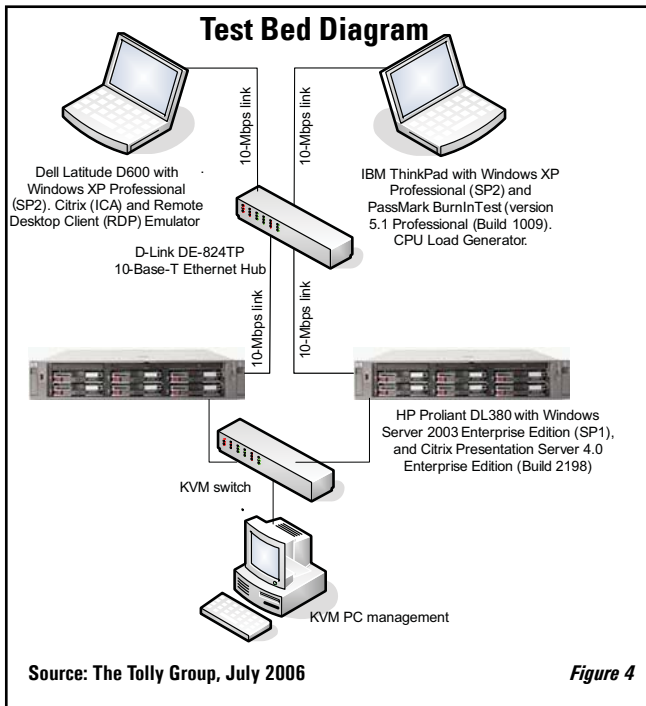 Test Bed Diagram
10-Mbps link
10-Mbps link
Dell Latitude D600 with
Windows XP Professional
(SP2). Citrix (ICA) and Remote
Desktop Client (RDP) Emulator
IBM ThinkPad with Windows XP
Professional (SP2) and
PassMark BurnInTest (version
5.1 Professional (Build 1009).
CPU Load Generator.
D-Link DE-824TP
10-Base-T Ethernet Hub
10-Mbps link
10-Mbps link
HP Proliant DL380 with Windows
Server 2003 Enterprise Edition (SP1),
and Citrix Presentation Server 4.0
Enterprise Edition (Build 2198)
KVM switch
KVM PC management
Source: The Tolly Group, July 2006
Figure 4